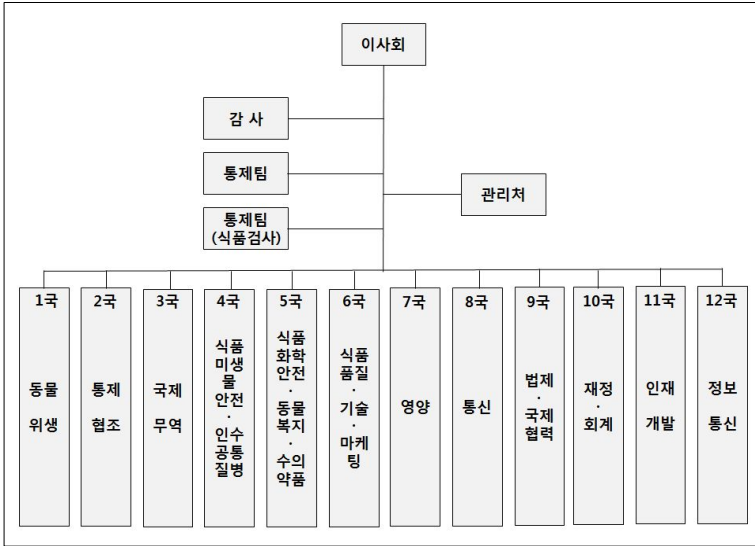 이사회
감 사
통제팀
관리처
통제팀
(식품검사)
1국
동물
위생
2국
통제
협조
3국
국제
무역
4국
식품
미생
물
안전·
인수
공통
질병
5국
식품
화학
안전·
동물
복지·
수의
약품
6국
식품
품질·
기술·
마케
팅
7국
영양
8국
통신
9국
법제·
국제
협력
10국
재정·
회계
11국
인재
개발
12국
정보
통신